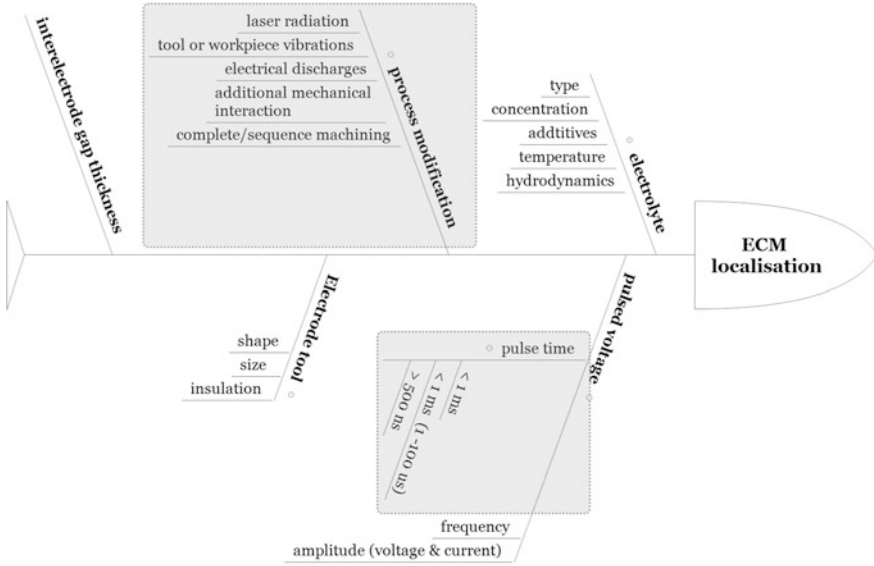 interelectrode gap thickness
laser radiation
tool or workpiece vibrations
electrical discharges
additional mechanical
interaction
complete/sequence machining
process modification
type
concentration
addtitives
temperature
hydrodynamics
electrolyte
ECM
localisation
Electrode tool
shape
size
insulation
pulsed voltage
pulse time
< 1 ms
< 1 ms (1-100 us)
> 500 ns
frequency
amplitude (voltage & current)